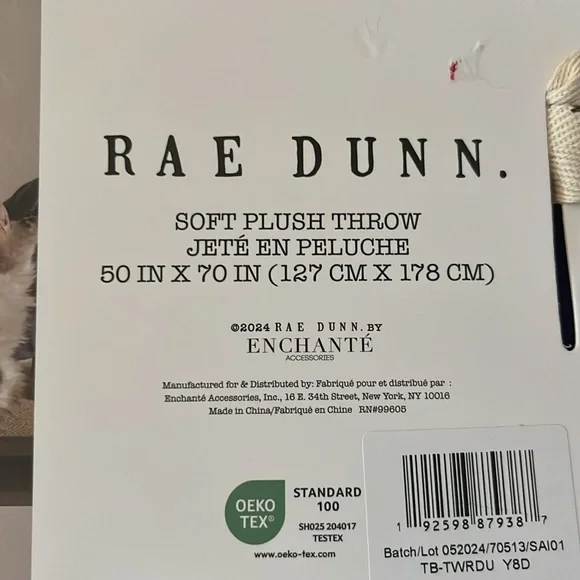 RAE DUNN.
SOFT PLUSH THROW
JETÉ EN PELUCHE
50 IN X 70 IN (127 CM X 178 CM)
©2024 RAE DUNN. BY
ENCHANTÉ
ACCESSORIES
Manufactured for & Distributed by: Fabriqué pour et distribué par :
Enchanté Accessories, Inc., 16 E. 34th Street, New York, NY 10016
Made in China/Fabriqué en Chine RN#99605
OEKO
TEX®
STANDARD
100
SH025 204017
TESTEX
www.oeko-tex.com
1 92598 87938 7
Batch/Lot 052024/70513/SAI01
TB-TWRDU Y8D